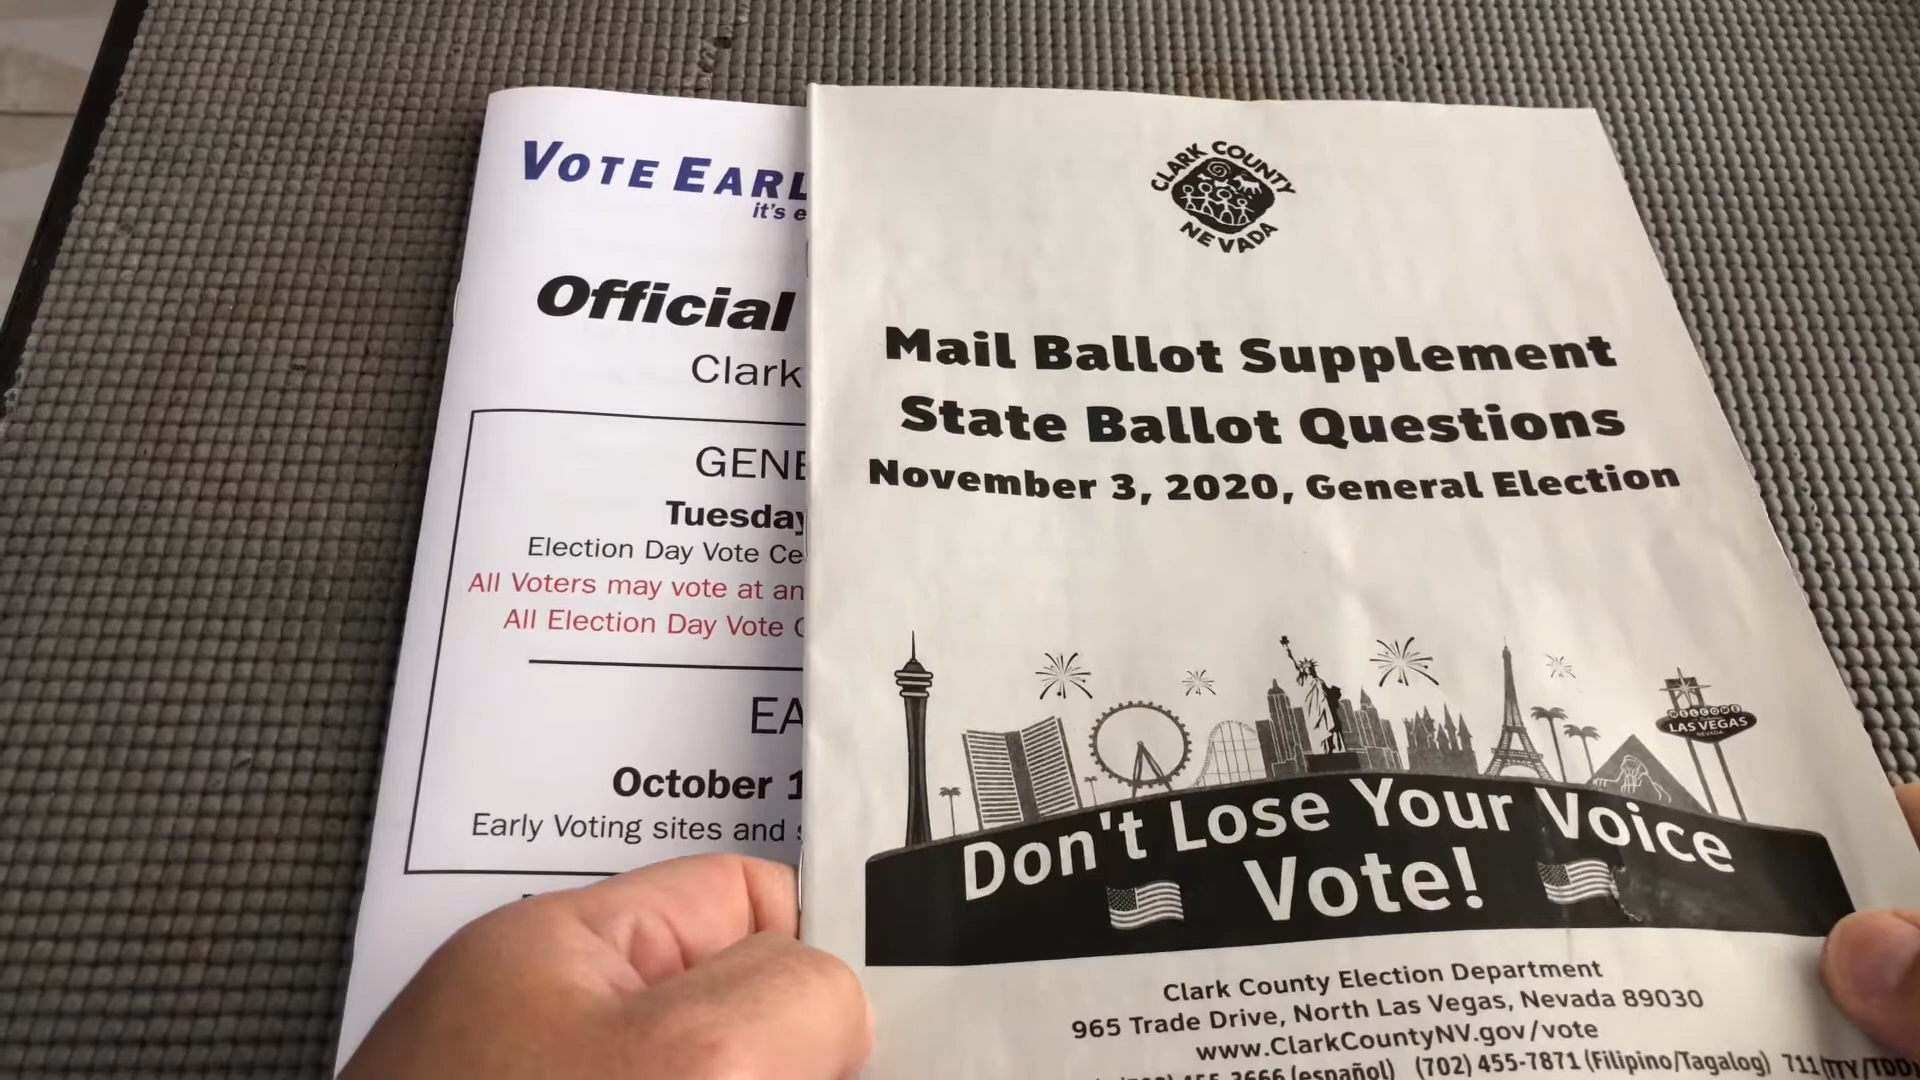 VOTE EARL
it's e
Official
Clark
GENE
Tuesday
Election Day Vote Ce
All Voters may vote at an
All Election Day Vote
EA
October 1
Early Voting sites and
CLARK COUNTY
NEVADA
Mail Ballot Supplement
State Ballot Questions
November 3, 2020, General Election
WELCOME
LAS VEGAS
NEVADA
Don't Lose Your Voice
Vote!
Clark County Election Department
965 Trade Drive, North Las Vegas, Nevada 89030
www.ClarkCountyNV.gov/vote
(español) (702) 455-7871 (Filipino/Tagalog) 711 (TTY/TDD)